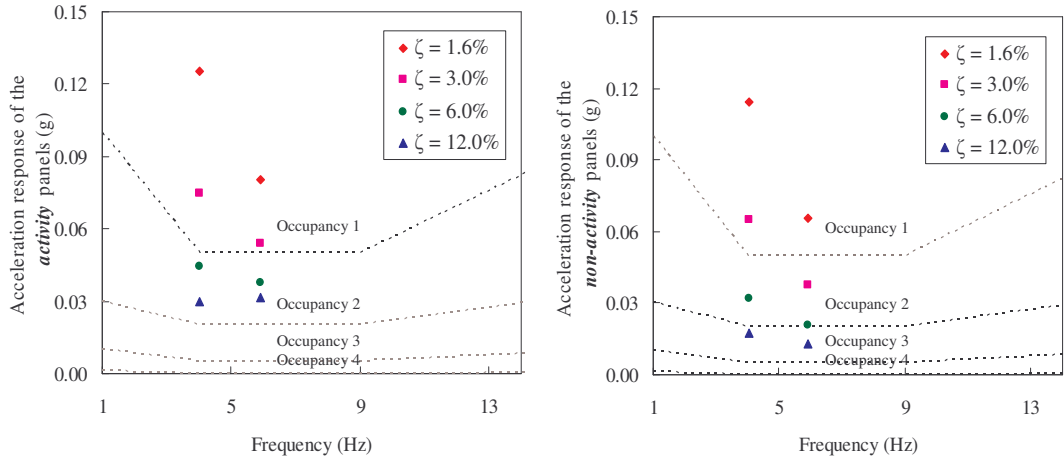 Acceleration response of the
activity panels (g)
0.15
0.12
0.09
0.06
0.03
0.00
ζ = 1.6%
ζ = 3.0%
ζ = 6.0%
ζ = 12.0%
Occupancy 1
Occupancy 2
Occupancy 3
Occupancy 4
1 5 9 13
Frequency (Hz)
Acceleration response of the
non-activity panels (g)
0.15
0.12
0.09
0.06
0.03
0.00
ζ = 1.6%
ζ = 3.0%
ζ = 6.0%
ζ = 12.0%
Occupancy 1
Occupancy 2
Occupancy 3
Occupancy 4
1 5 9 13
Frequency (Hz)